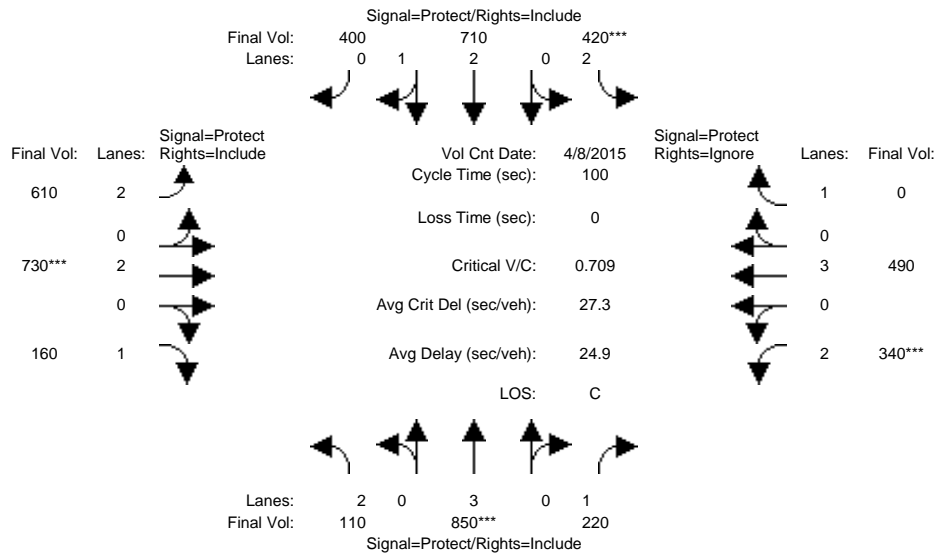 Signal=Protect/Rights=Include
Final Vol: 400 710 420***
Lanes: 0 1 2 0 2
Signal=Protect
Final Vol: Lanes: Rights=Include
Vol Cnt Date: 4/8/2015
Signal=Protect
Rights=Ignore Lanes: Final Vol:
Cycle Time (sec): 100
610 2
1 0
Loss Time (sec): 0
0
0
730*** 2
Critical V/C: 0.709
3 490
0
Avg Crit Del (sec/veh): 27.3
0
160 1
Avg Delay (sec/veh): 24.9
2 340***
LOS: C
Lanes: 2 0 3 0 1
Final Vol: 110 850*** 220
Signal=Protect/Rights=Include